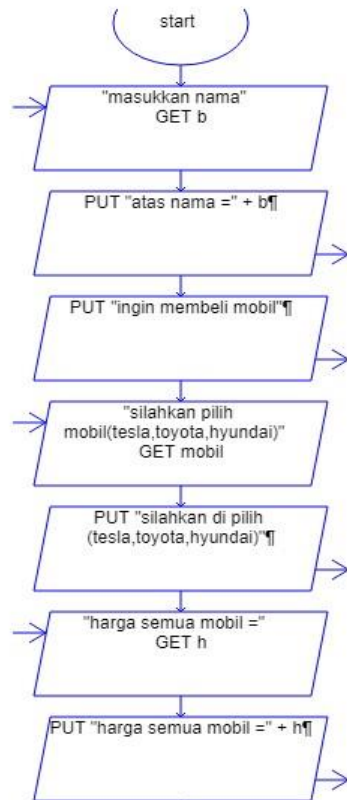 start
"masukkan nama"
GET b
PUT "atas nama =" + b¶
PUT "ingin membeli mobil"¶
"silahkan pilih
mobil(tesla,toyota,hyundai)"
GET mobil
PUT "silahkan di pilih
(tesla,toyota,hyundai)"¶
"harga semua mobil ="
GET h
PUT "harga semua mobil =" + h¶